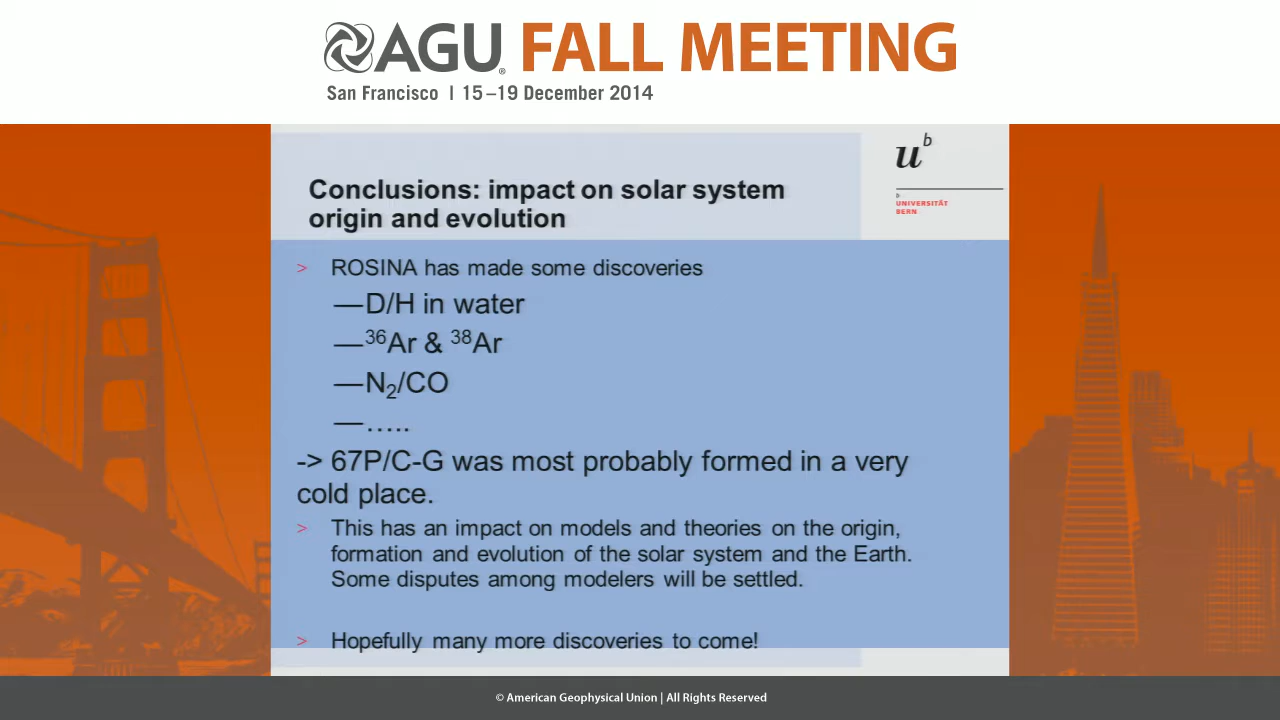 AGU FALL MEETING
San Francisco | 15–19 December 2014
u^b
b
UNIVERSITÄT
BERN
Conclusions: impact on solar system
origin and evolution
> ROSINA has made some discoveries
—D/H in water
—³⁶Ar & ³⁸Ar
—N₂/CO
—…..
-> 67P/C-G was most probably formed in a very
cold place.
> This has an impact on models and theories on the origin,
formation and evolution of the solar system and the Earth.
Some disputes among modelers will be settled.
> Hopefully many more discoveries to come!
© American Geophysical Union | All Rights Reserved